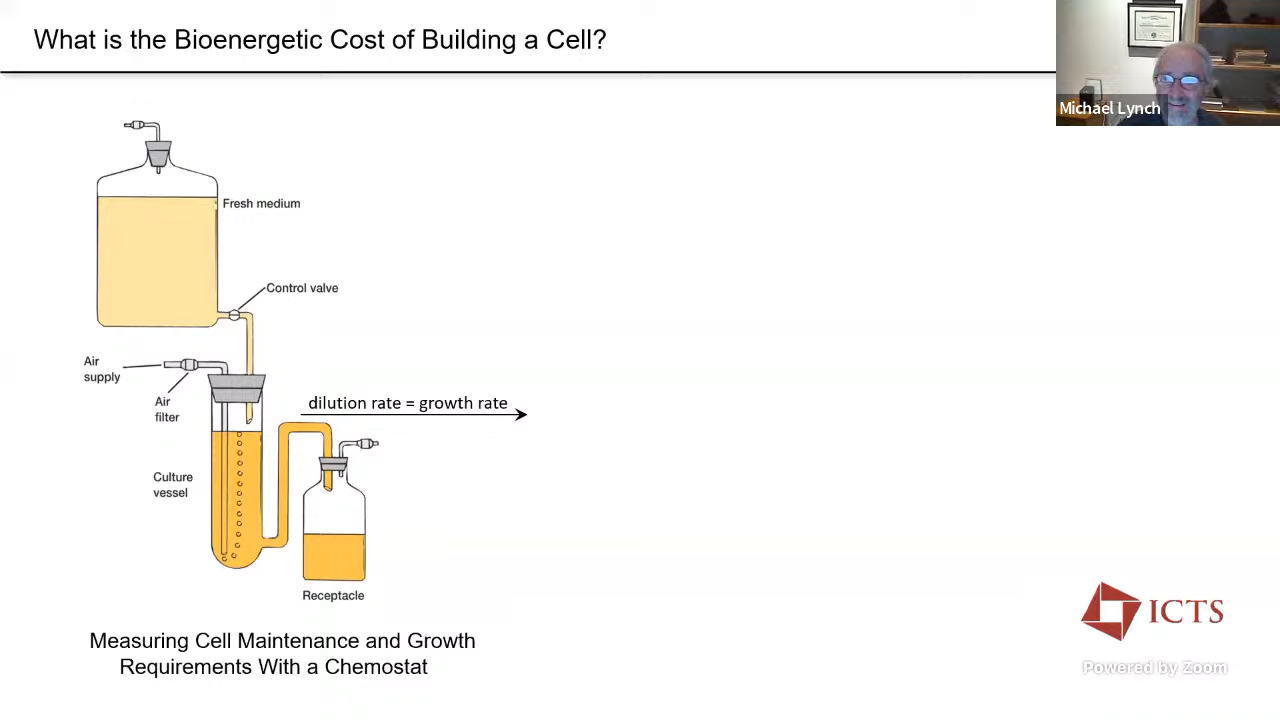 What is the Bioenergetic Cost of Building a Cell?
Michael Lynch
Fresh medium
Control valve
Air
supply
Air
filter
dilution rate = growth rate
Culture
vessel
Receptacle
Measuring Cell Maintenance and Growth
Requirements With a Chemostat
ICTS
Powered by Zoom